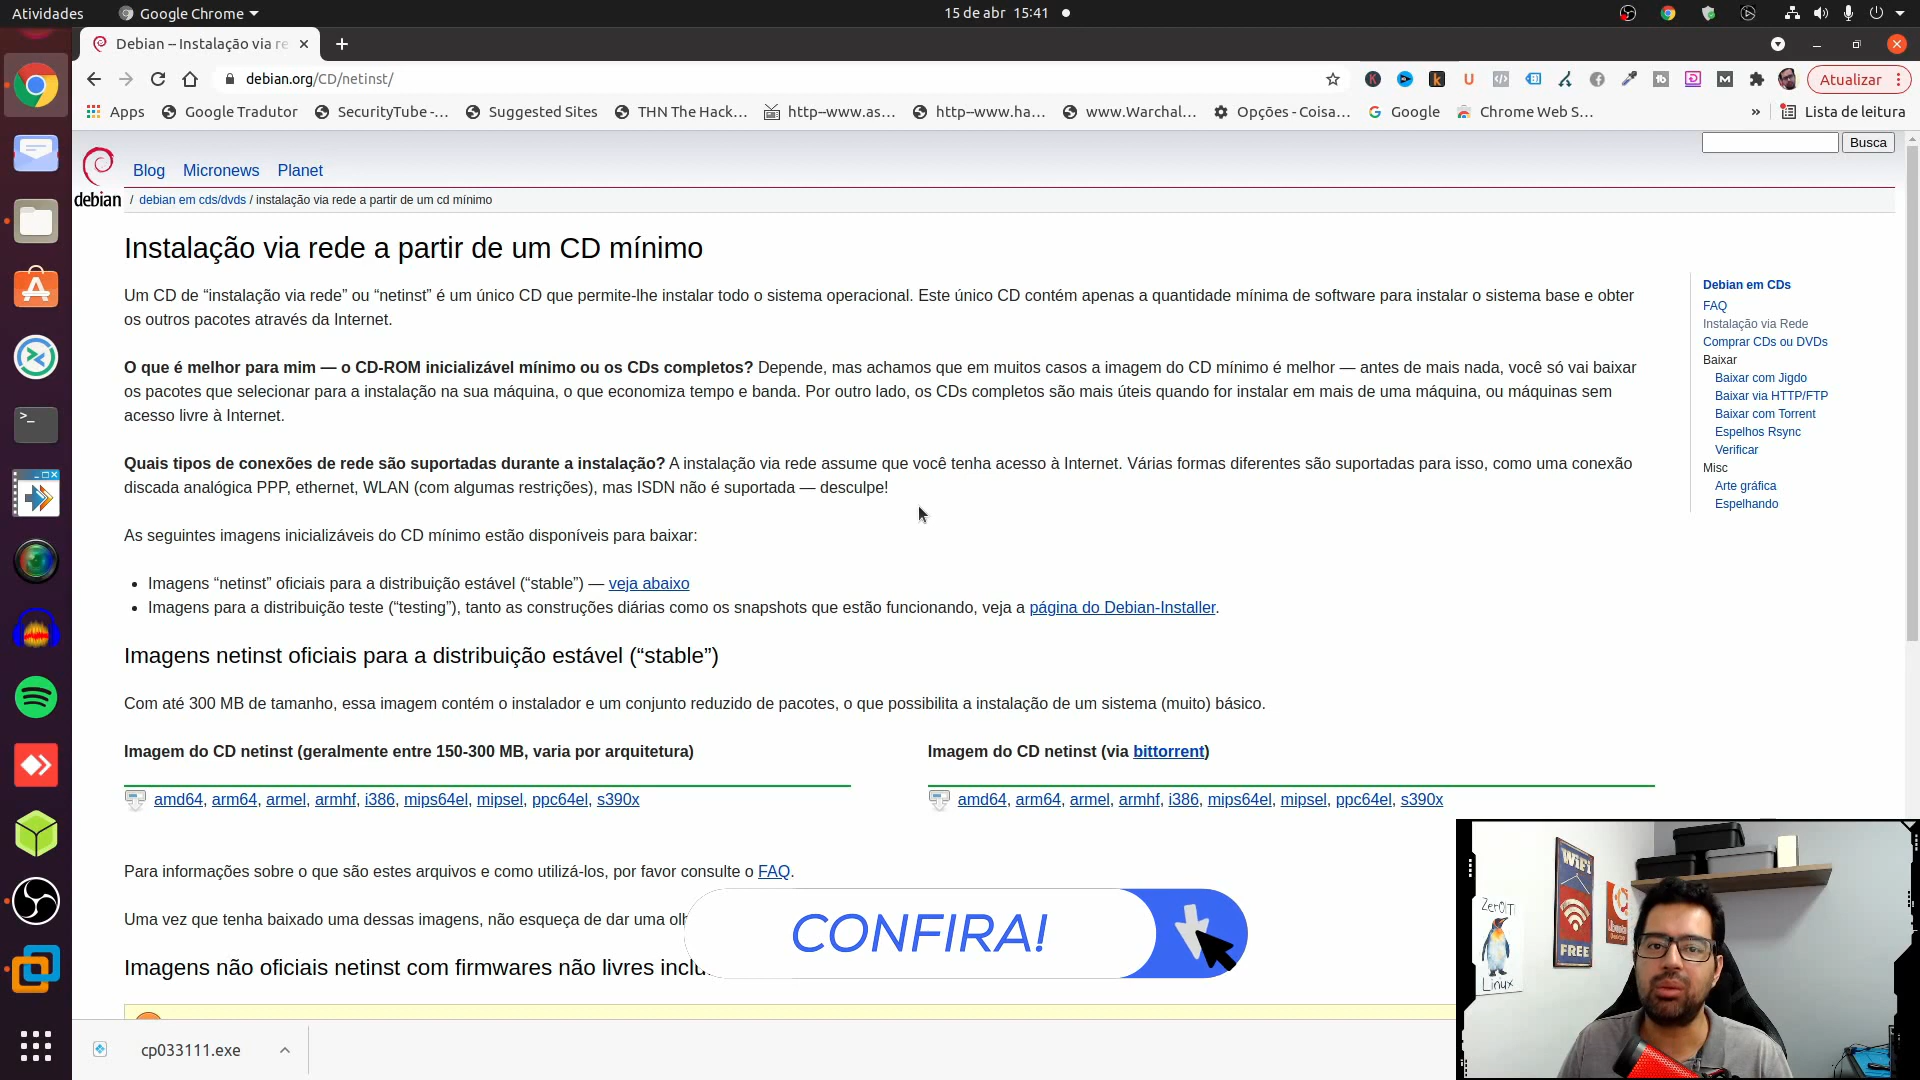 Atividades
Google Chrome
15 de abr 15:41
Debian – Instalação via re
debian.org/CD/netinst/
Atualizar
Apps
Google Tradutor
SecurityTube -...
Suggested Sites
THN The Hack...
http--www.as...
http--www.ha...
www.Warchal...
Opções - Coisa...
Google
Chrome Web S...
»
Lista de leitura
Busca
debian
Blog
Micronews
Planet
/ debian em cds/dvds / instalação via rede a partir de um cd mínimo
Instalação via rede a partir de um CD mínimo
Um CD de “instalação via rede” ou “netinst” é um único CD que permite-lhe instalar todo o sistema operacional. Este único CD contém apenas a quantidade mínima de software para instalar o sistema base e obter
os outros pacotes através da Internet.
O que é melhor para mim — o CD-ROM inicializável mínimo ou os CDs completos? Depende, mas achamos que em muitos casos a imagem do CD mínimo é melhor — antes de mais nada, você só vai baixar
os pacotes que selecionar para a instalação na sua máquina, o que economiza tempo e banda. Por outro lado, os CDs completos são mais úteis quando for instalar em mais de uma máquina, ou máquinas sem
acesso livre à Internet.
Quais tipos de conexões de rede são suportadas durante a instalação? A instalação via rede assume que você tenha acesso à Internet. Várias formas diferentes são suportadas para isso, como uma conexão
discada analógica PPP, ethernet, WLAN (com algumas restrições), mas ISDN não é suportada — desculpe!
As seguintes imagens inicializáveis do CD mínimo estão disponíveis para baixar:
• Imagens “netinst” oficiais para a distribuição estável (“stable”) — veja abaixo
• Imagens para a distribuição teste (“testing”), tanto as construções diárias como os snapshots que estão funcionando, veja a página do Debian-Installer.
Imagens netinst oficiais para a distribuição estável (“stable”)
Com até 300 MB de tamanho, essa imagem contém o instalador e um conjunto reduzido de pacotes, o que possibilita a instalação de um sistema (muito) básico.
Imagem do CD netinst (geralmente entre 150-300 MB, varia por arquitetura)
amd64, arm64, armel, armhf, i386, mips64el, mipsel, ppc64el, s390x
Imagem do CD netinst (via bittorrent)
amd64, arm64, armel, armhf, i386, mips64el, mipsel, ppc64el, s390x
Para informações sobre o que são estes arquivos e como utilizá-los, por favor consulte o FAQ.
Uma vez que tenha baixado uma dessas imagens, não esqueça de dar uma
Imagens não oficiais netinst com firmwares não livres
Debian em CDs
FAQ
Instalação via Rede
Comprar CDs ou DVDs
Baixar
Baixar com Jigdo
Baixar via HTTP/FTP
Baixar com Torrent
Espelhos Rsync
Verificar
Misc
Arte gráfica
Espelhando
CONFIRA!
WiFi
FREE
Zer01Ti
Linux
cp033111.exe